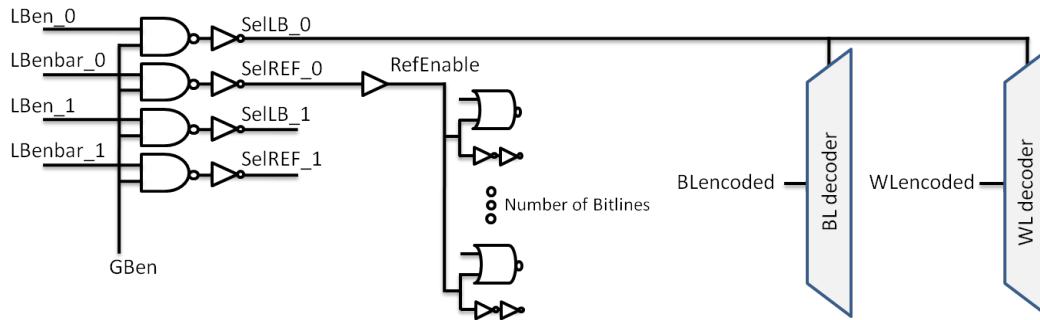 LBen_0
SelLB_0
LBenbar_0
SelREF_0
RefEnable
LBen_1
SelLB_1
LBenbar_1
SelREF_1
GBen
Number of Bitlines
BLencoded
BL decoder
WLencoded
WL decoder